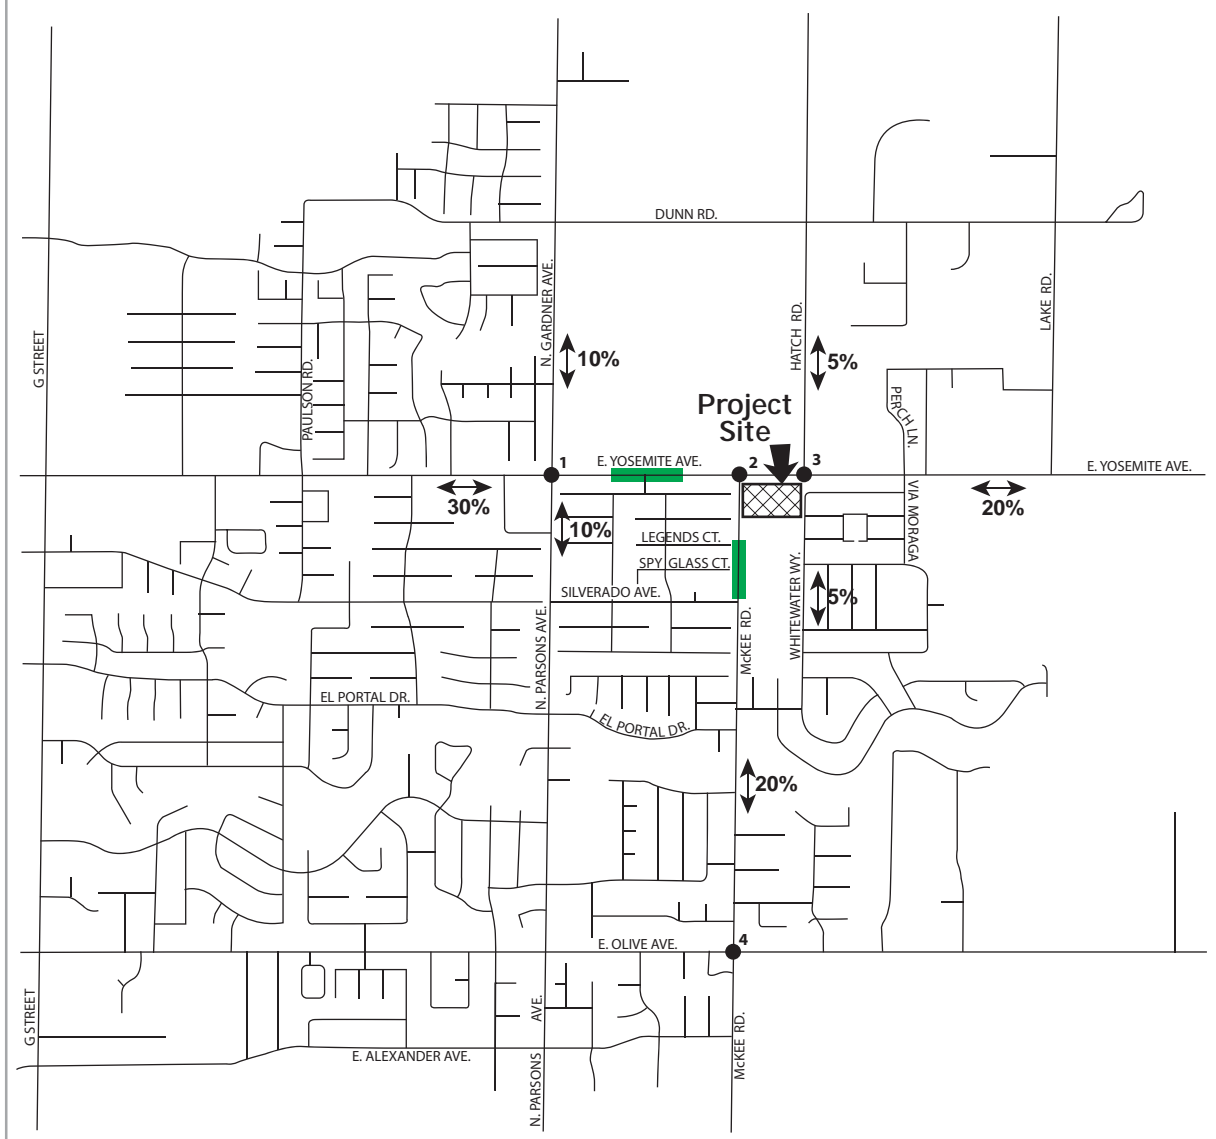 DUNN RD.
G STREET
PAULSON RD.
N. GARDNER AVE.
HATCH RD.
LAKE RD.
10%
5%
PERCH LN.
Project
Site
1
E. YOSEMITE AVE.
2
3
E. YOSEMITE AVE.
30%
10%
20%
VIA MORAGA
LEGENDS CT.
SPY GLASS CT.
SILVERADO AVE.
N. PARSONS AVE.
McKEE RD.
WHITEWATER WY.
5%
EL PORTAL DR.
EL PORTAL DR.
20%
E. OLIVE AVE.
4
G STREET
N. PARSONS AVE.
McKEE RD.
E. ALEXANDER AVE.